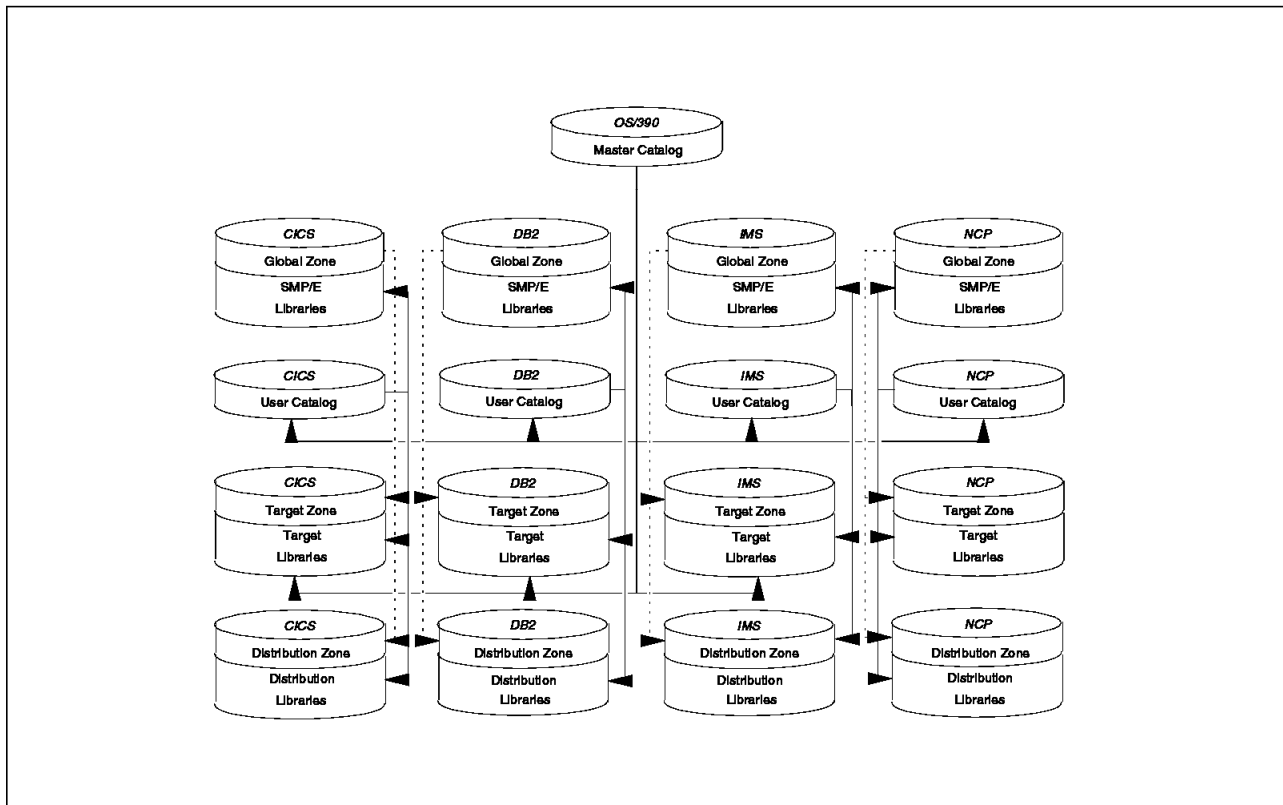 OS/390
Master Catalog
CICS
Global Zone
SMP/E
Libraries
DB2
Global Zone
SMP/E
Libraries
IMS
Global Zone
SMP/E
Libraries
NCP
Global Zone
SMP/E
Libraries
CICS
User Catalog
DB2
User Catalog
IMS
User Catalog
NCP
User Catalog
CICS
Target Zone
Target
Libraries
DB2
Target Zone
Target
Libraries
IMS
Target Zone
Target
Libraries
NCP
Target Zone
Target
Libraries
CICS
Distribution Zone
Distribution
Libraries
DB2
Distribution Zone
Distribution
Libraries
IMS
Distribution Zone
Distribution
Libraries
NCP
Distribution Zone
Distribution
Libraries